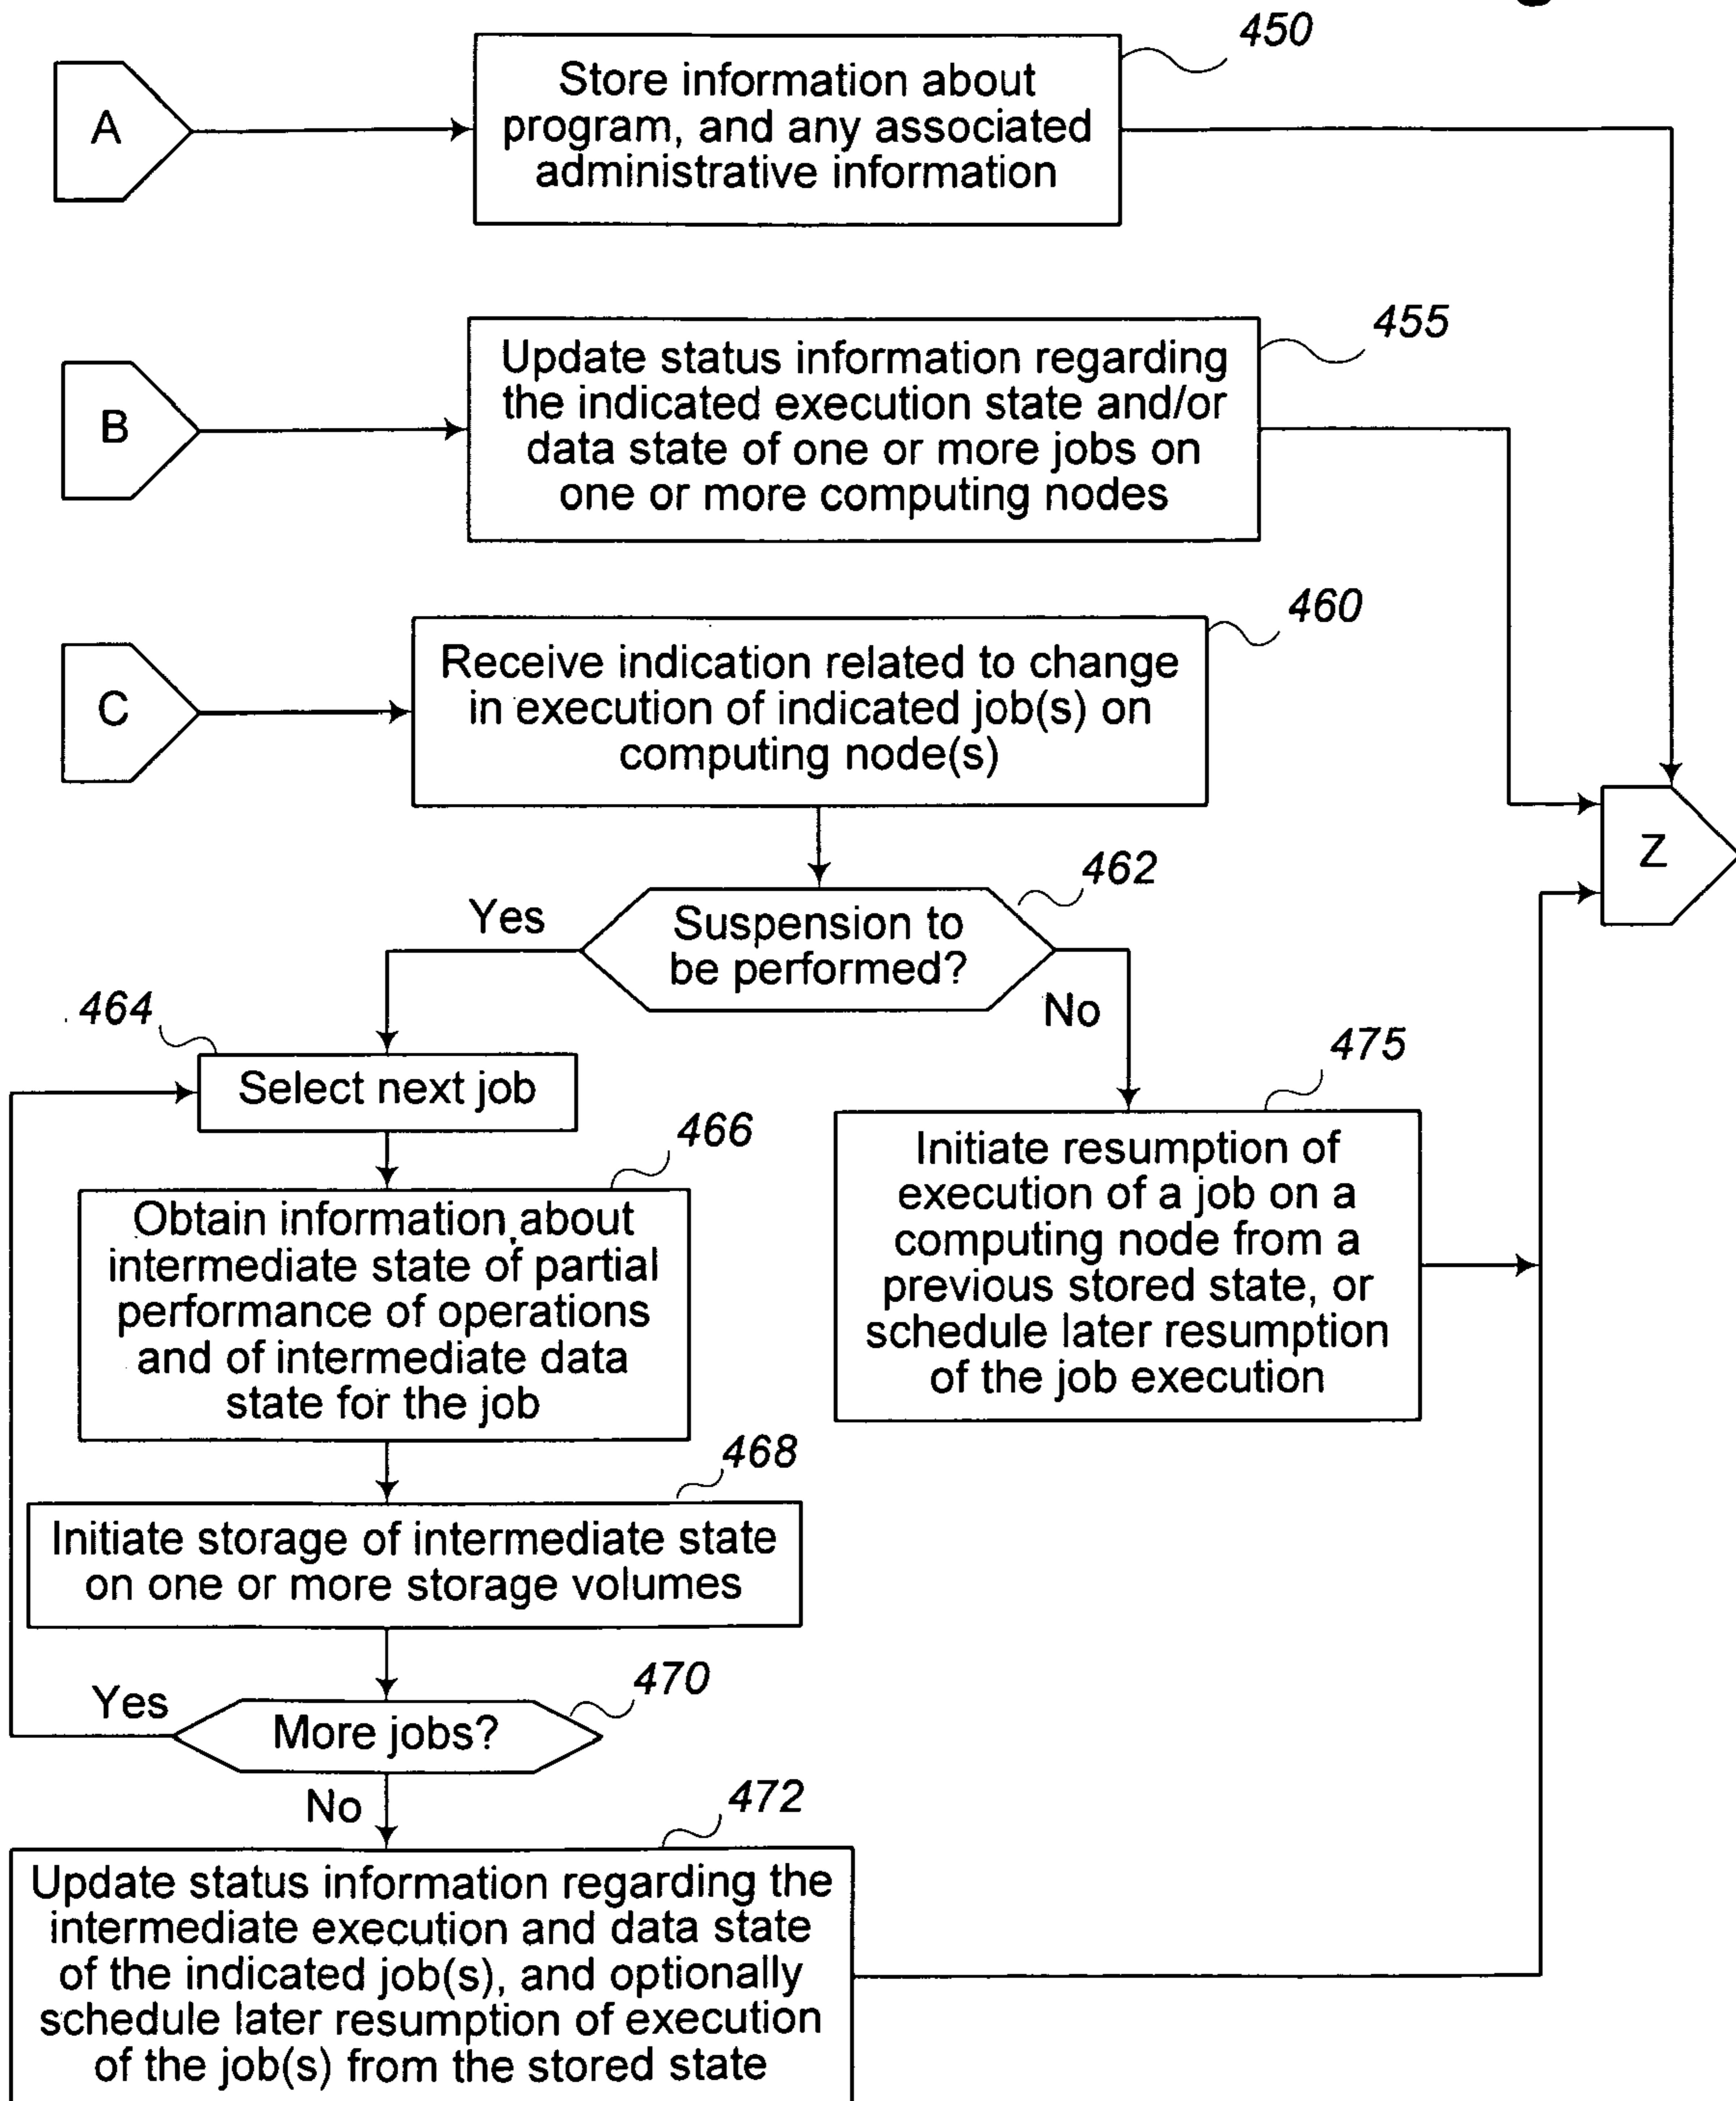 450
A
Store information about
program, and any associated
administrative information
455
B
Update status information regarding
the indicated execution state and/or
data state of one or more jobs on
one or more computing nodes
460
C
Receive indication related to change
in execution of indicated job(s) on
computing node(s)
Z
462
Yes
Suspension to
be performed?
No
464
Select next job
475
466
Initiate resumption of
execution of a job on a
computing node from a
previous stored state, or
schedule later resumption
of the job execution
Obtain information about
intermediate state of partial
performance of operations
and of intermediate data
state for the job
468
Initiate storage of intermediate state
on one or more storage volumes
470
Yes
More jobs?
No
472
Update status information regarding the
intermediate execution and data state
of the indicated job(s), and optionally
schedule later resumption of execution
of the job(s) from the stored state